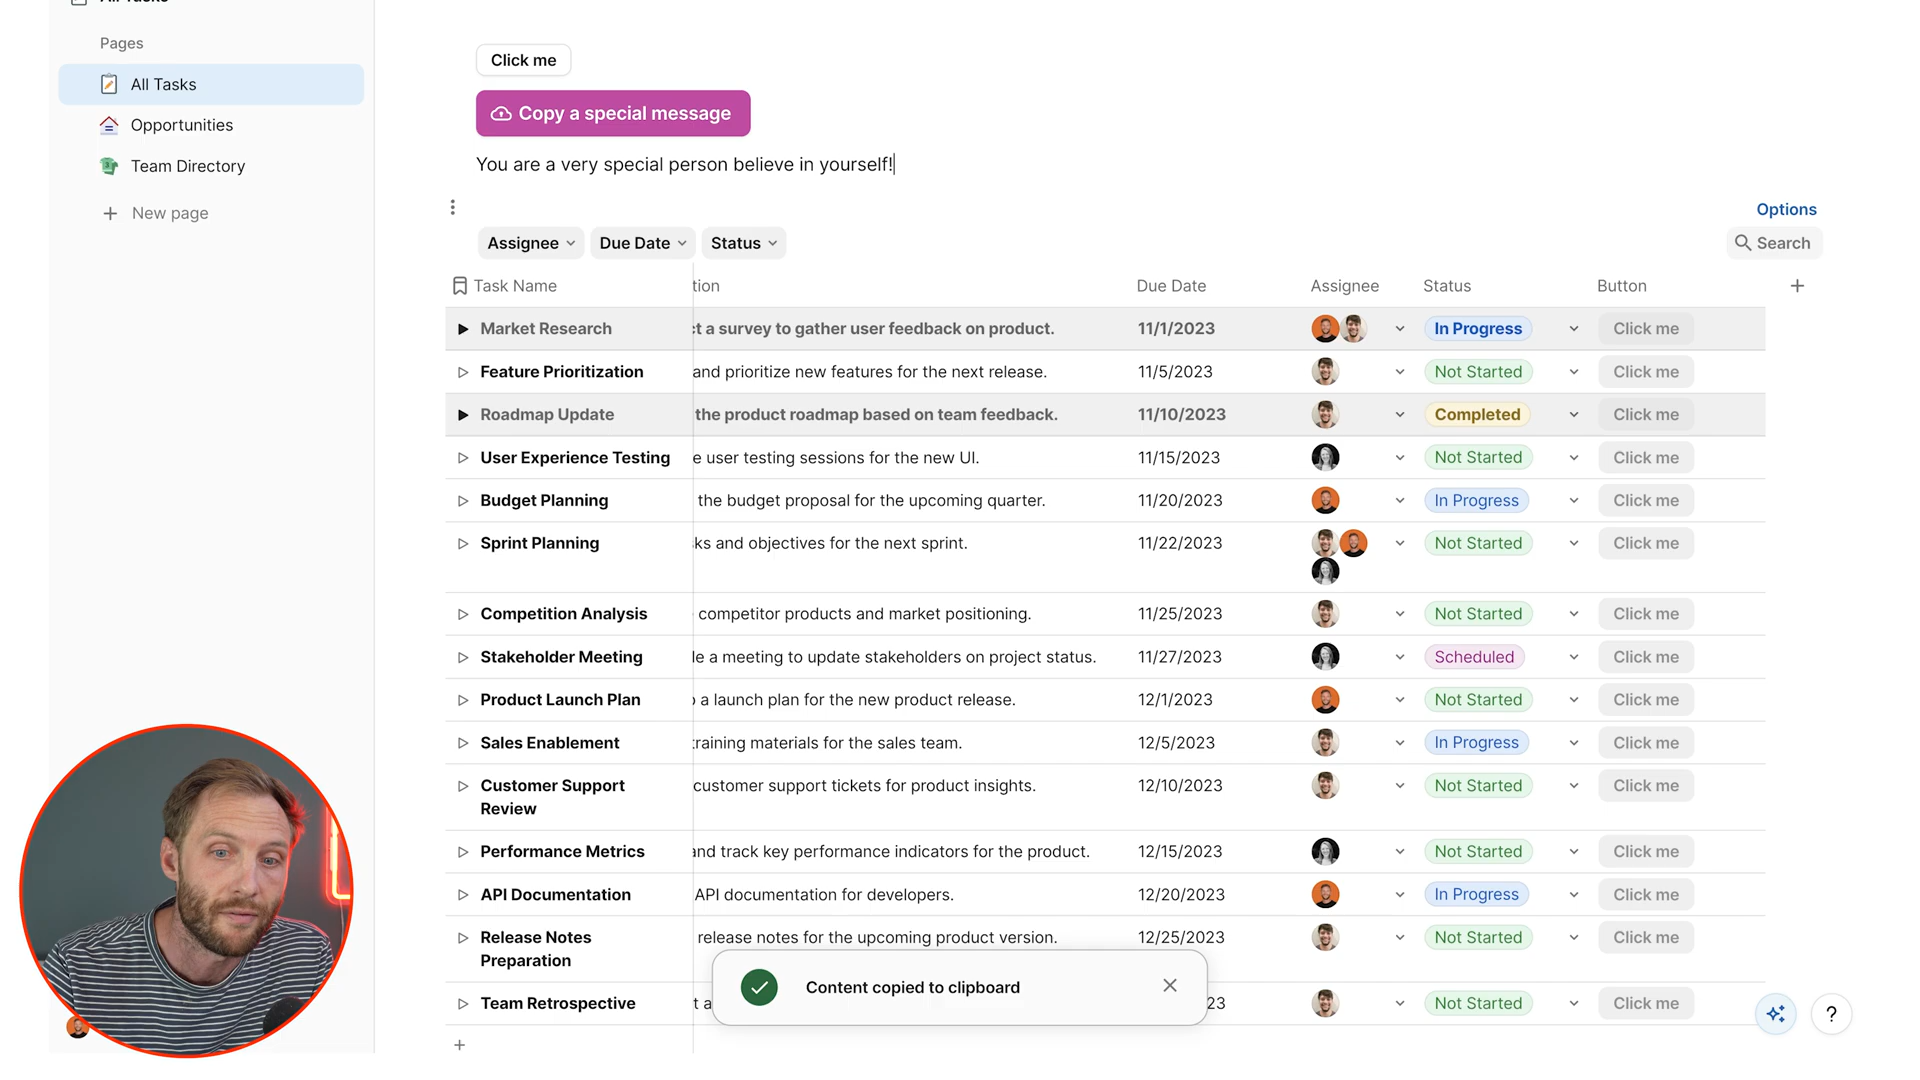 All Tasks
Pages
All Tasks
Opportunities
Team Directory
New page
Click me
Copy a special message
You are a very special person believe in yourself!
Options
Assignee Due Date Status Search
Task Name tion Due Date Assignee Status Button
Market Research a survey to gather user feedback on product. 11/1/2023 In Progress Click me
Feature Prioritization and prioritize new features for the next release. 11/5/2023 Not Started Click me
Roadmap Update the product roadmap based on team feedback. 11/10/2023 Completed Click me
User Experience Testing e user testing sessions for the new UI. 11/15/2023 Not Started Click me
Budget Planning the budget proposal for the upcoming quarter. 11/20/2023 In Progress Click me
Sprint Planning ks and objectives for the next sprint. 11/22/2023 Not Started Click me
Competition Analysis competitor products and market positioning. 11/25/2023 Not Started Click me
Stakeholder Meeting le a meeting to update stakeholders on project status. 11/27/2023 Scheduled Click me
Product Launch Plan a launch plan for the new product release. 12/1/2023 Not Started Click me
Sales Enablement training materials for the sales team. 12/5/2023 In Progress Click me
Customer Support customer support tickets for product insights. 12/10/2023 Not Started Click me
Review
Performance Metrics and track key performance indicators for the product. 12/15/2023 Not Started Click me
API Documentation API documentation for developers. 12/20/2023 In Progress Click me
Release Notes release notes for the upcoming product version. 12/25/2023 Not Started Click me
Preparation
Content copied to clipboard
Team Retrospective t a 23 Not Started Click me
?